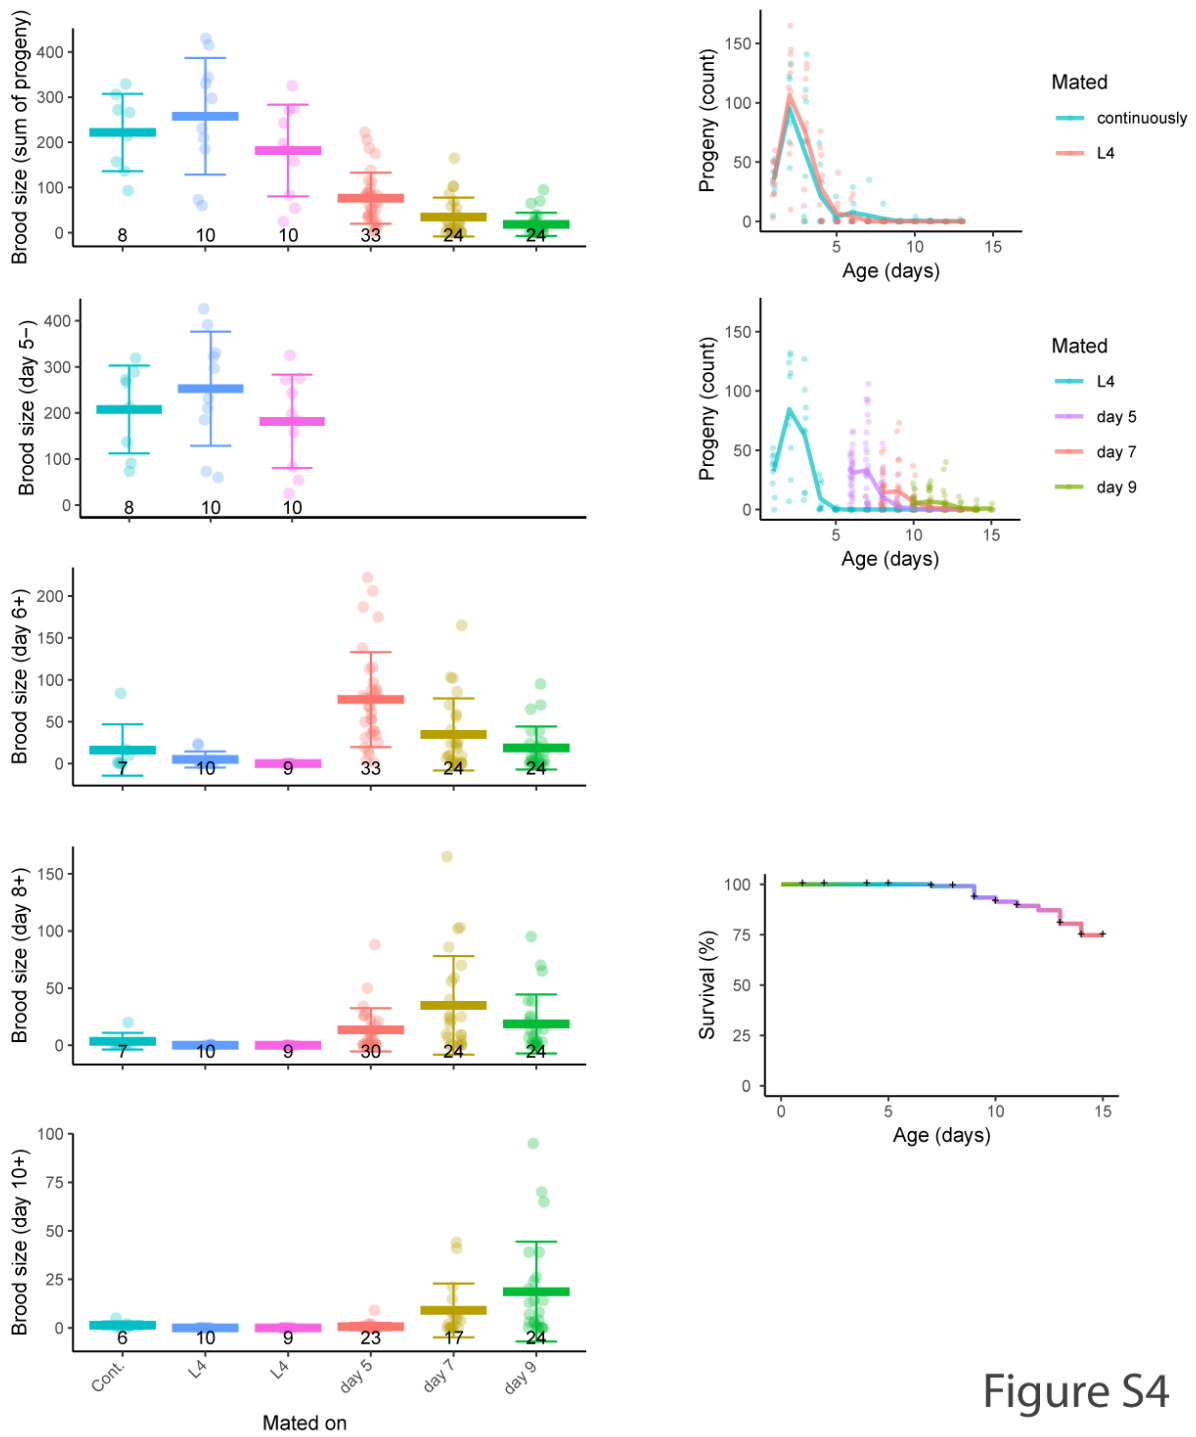 Brood size (sum of progeny)
400
300
200
100
0
8 10 10 33 24 24
Brood size (day 5−)
400
300
200
100
0
8 10 10
Brood size (day 6+)
200
150
100
50
0
7 10 9 33 24 24
Brood size (day 8+)
150
100
50
0
7 10 9 30 24 24
Brood size (day 10+)
100
75
50
25
0
6 10 9 23 17 24
Cont. L4 L4 day 5 day 7 day 9
Mated on
Progeny (count)
150
100
50
0
5 10 15
Age (days)
Mated
continuously
L4
Progeny (count)
150
100
50
0
5 10 15
Age (days)
Mated
L4
day 5
day 7
day 9
Survival (%)
100
75
50
25
0
0 5 10 15
Age (days)
Figure S4